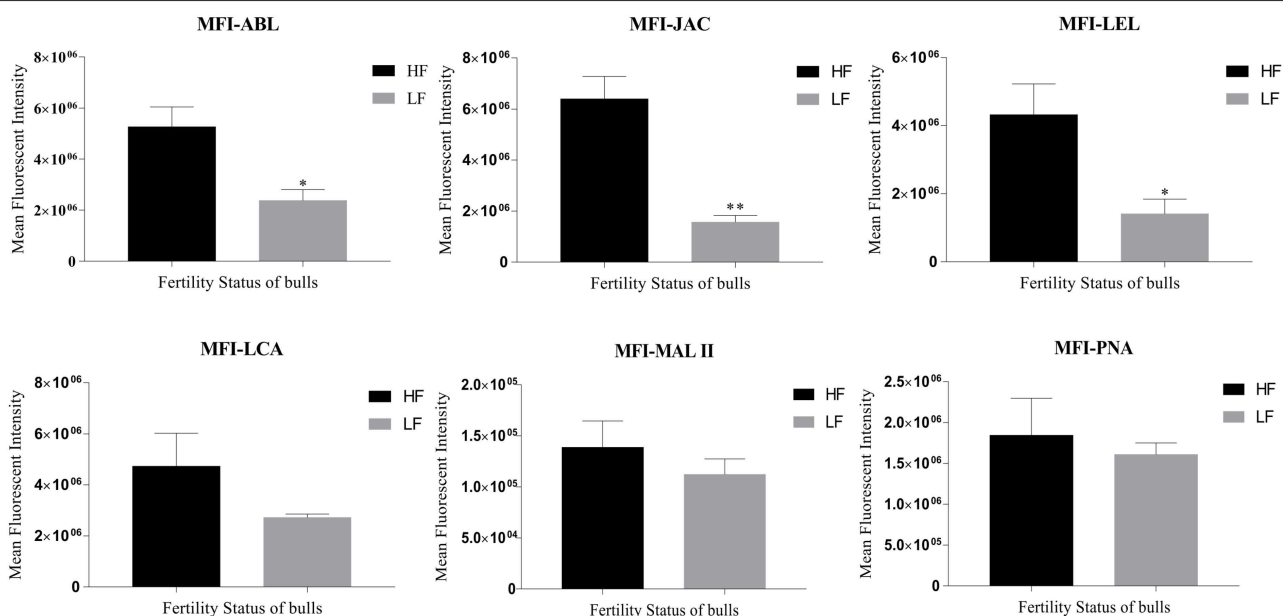 MFI-ABL
Mean Fluorescent Intensity
8×10⁰⁶
6×10⁰⁶
4×10⁰⁶
2×10⁰⁶
0
HF
LF
*
Fertility Status of bulls
MFI-JAC
Mean Fluorescent Intensity
8×10⁰⁶
6×10⁰⁶
4×10⁰⁶
2×10⁰⁶
0
HF
LF
**
Fertility Status of bulls
MFI-LEL
Mean Fluorescent Intensity
6×10⁰⁶
4×10⁰⁶
2×10⁰⁶
0
HF
LF
*
Fertility Status of bulls
MFI-LCA
Mean Fluorescent Intensity
8×10⁰⁶
6×10⁰⁶
4×10⁰⁶
2×10⁰⁶
0
HF
LF
Fertility Status of bulls
MFI-MAL II
Mean Fluorescent Intensity
2.0×10⁰⁵
1.5×10⁰⁵
1.0×10⁰⁵
5.0×10⁰⁴
0
HF
LF
Fertility Status of bulls
MFI-PNA
Mean Fluorescent Intensity
2.5×10⁰⁶
2.0×10⁰⁶
1.5×10⁰⁶
1.0×10⁰⁶
5.0×10⁰⁵
0
HF
LF
Fertility Status of bulls